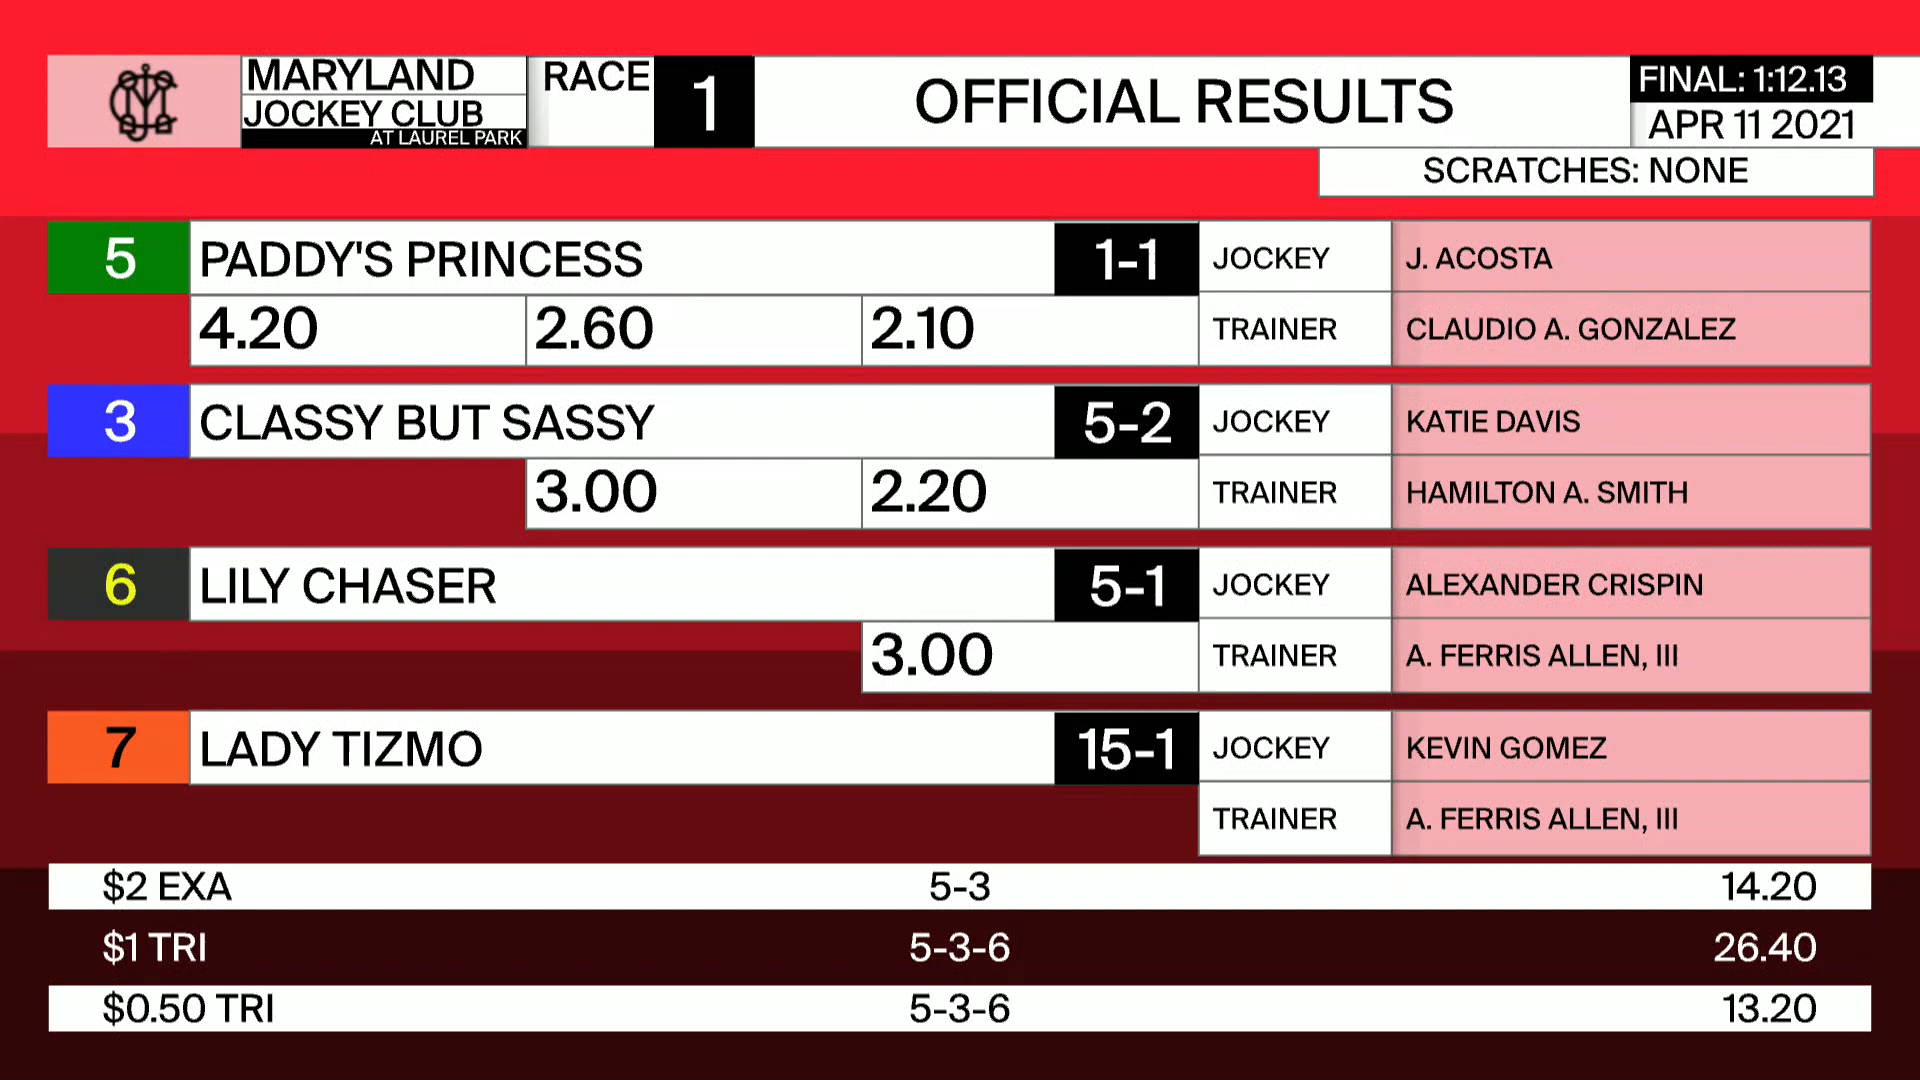 MARYLAND
JOCKEY CLUB
AT LAUREL PARK
RACE 1
OFFICIAL RESULTS
FINAL: 1:12.13
APR 11 2021
SCRATCHES: NONE
5 PADDY'S PRINCESS 1-1 JOCKEY J. ACOSTA
4.20 2.60 2.10 TRAINER CLAUDIO A. GONZALEZ
3 CLASSY BUT SASSY 5-2 JOCKEY KATIE DAVIS
3.00 2.20 TRAINER HAMILTON A. SMITH
6 LILY CHASER 5-1 JOCKEY ALEXANDER CRISPIN
3.00 TRAINER A. FERRIS ALLEN, III
7 LADY TIZMO 15-1 JOCKEY KEVIN GOMEZ
TRAINER A. FERRIS ALLEN, III
$2 EXA 5-3 14.20
$1 TRI 5-3-6 26.40
$0.50 TRI 5-3-6 13.20